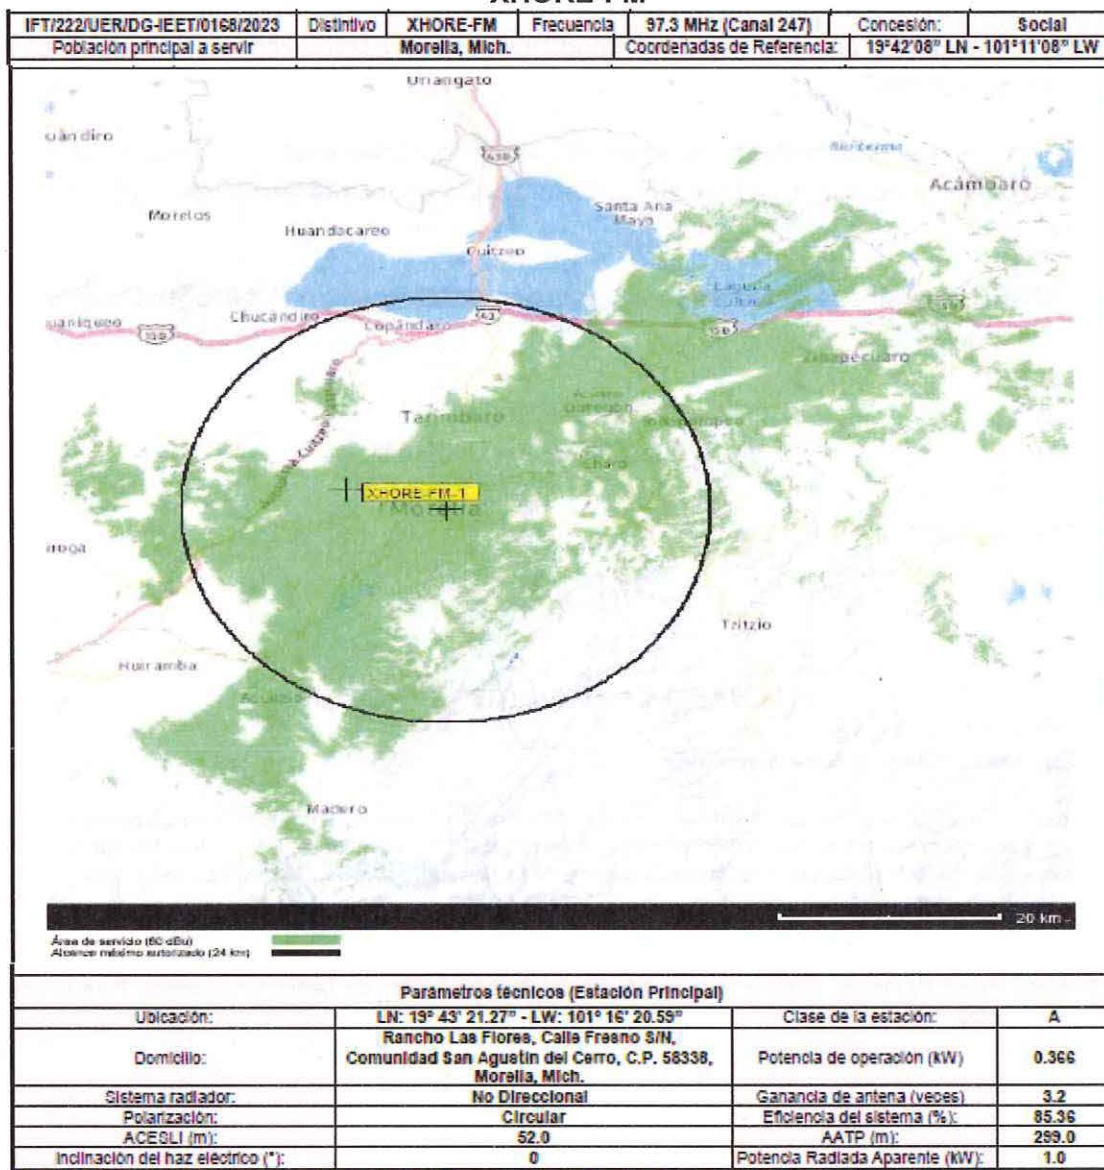 XHORE-FM
IFT/222/UER/DG-IEET/0168/2023 Distintivo XHORE-FM Frecuencia 97.3 MHz (Canal 247) Concesión: Social
Población principal a servir Morelia, Mich. Coordenadas de Referencia: 19°42'08" LN - 101°11'08" LW
Uriangato
Acámbaro
Morelos
Santa Ana
Maya
Huandacareo
Cuitzeo
Laguna
Chucándiro
Copándaro
43
Zinapécuaro
Tarímbaro
Charo
XHORE-FM-1
Morelia
Tzitzio
Huiramba
Acuitzio
Madero
20 km
Área de servicio (60 dBu)
Alcance máximo autorizado (24 km)
Parámetros técnicos (Estación Principal)
Ubicación: LN: 19° 43' 21.27" - LW: 101° 16' 20.59" Clase de la estación: A
Domicilio: Rancho Las Flores, Calle Fresno S/N, Comunidad San Agustín del Cerro, C.P. 58338, Morelia, Mich. Potencia de operación (kW) 0.366
Sistema radiador: No Direccional Ganancia de antena (veces) 3.2
Polarización: Circular Eficiencia del sistema (%): 85.36
ACESLI (m): 52.0 AATP (m): 299.0
Inclinación del haz eléctrico (°): 0 Potencia Radiada Aparente (kW): 1.0